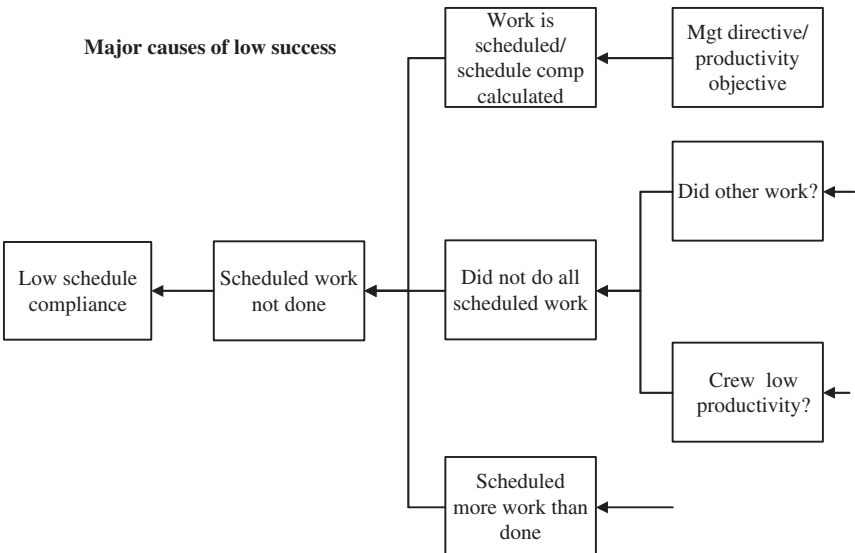 Major causes of low success
Work is
scheduled/
schedule comp
calculated
Mgt directive/
productivity
objective
Did other work?
Low schedule
compliance
Scheduled work
not done
Did not do all
scheduled work
Crew low
productivity?
Scheduled
more work than
done